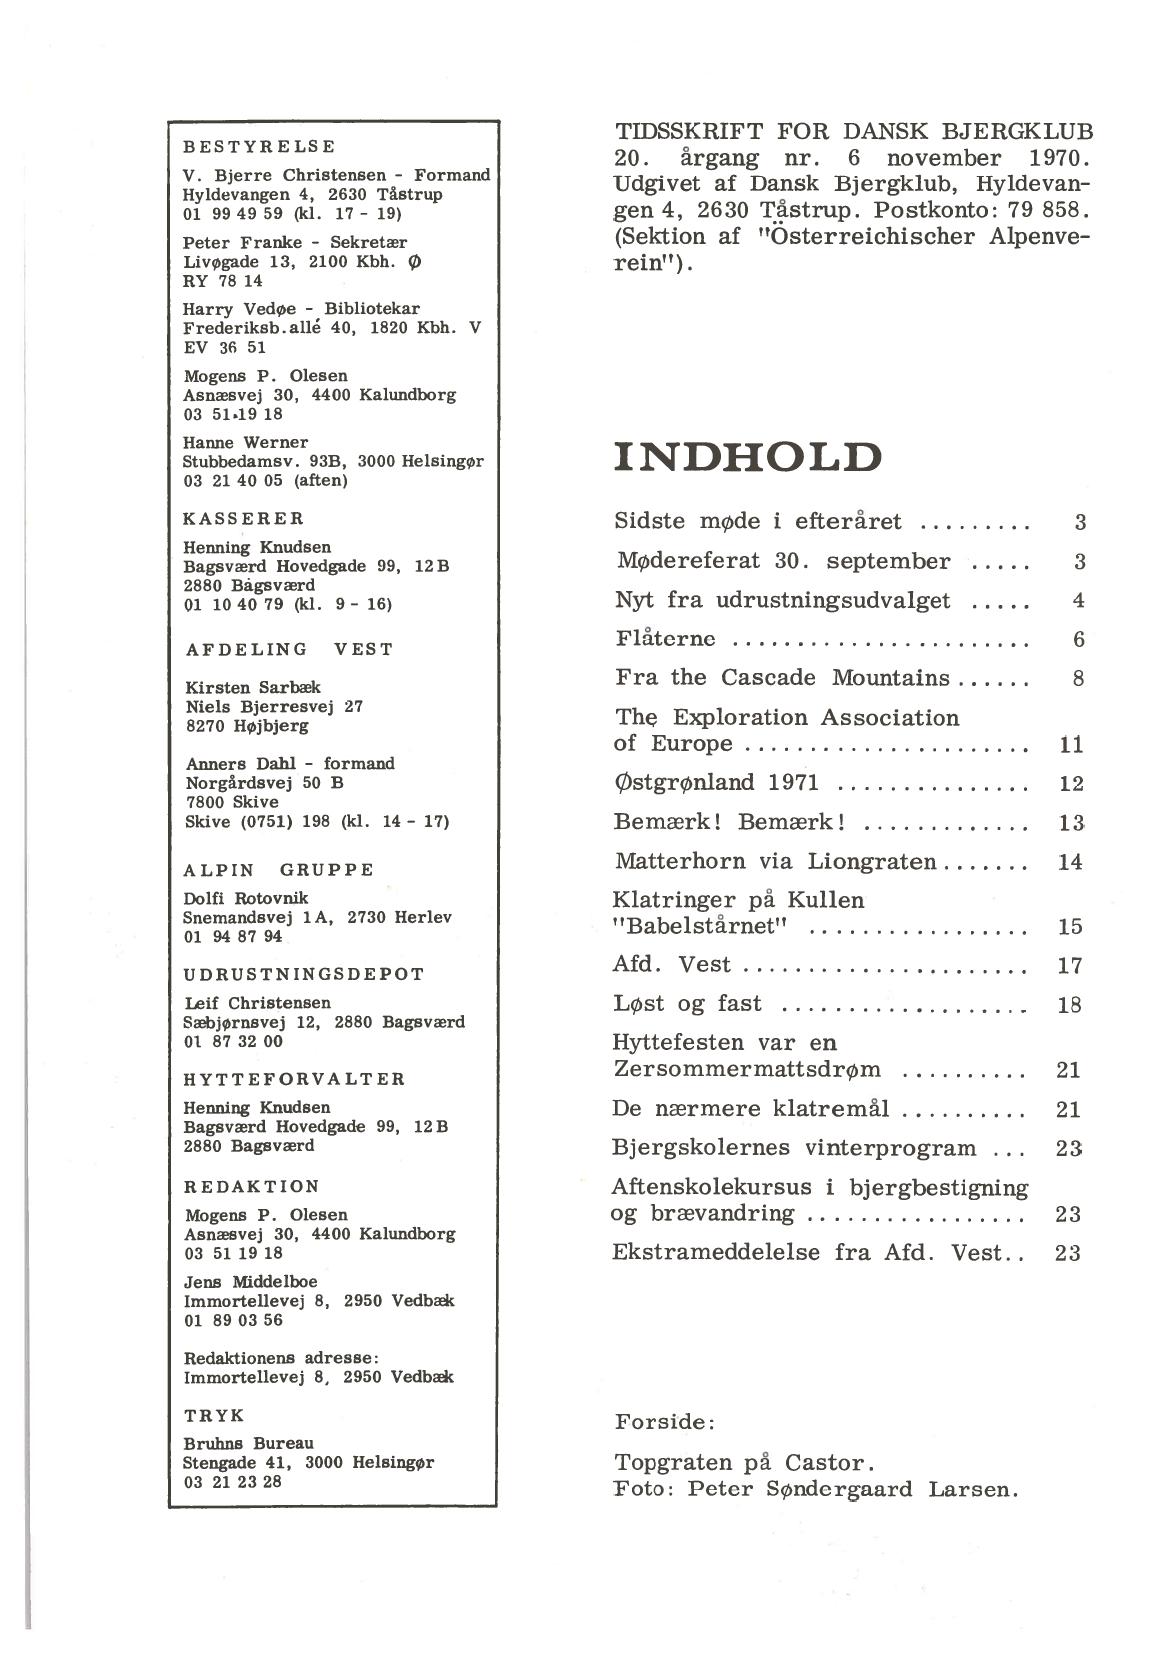 BESTYRELSE
V. Bjerre Christensen - Formand
Hyldevangen 4, 2630 Tåstrup
01 99 49 59 (kl. 17 - 19)
Peter Franke - Sekretær
Livøgade 13, 2100 Kbh. Ø
RY 78 14
Harry Vedøe - Bibliotekar
Frederiksb.allé 40, 1820 Kbh. V
EV 36 51
Mogens P. Olesen
Asnæsvej 30, 4400 Kalundborg
03 51 19 18
Hanne Werner
Stubbedamsv. 93B, 3000 Helsingør
03 21 40 05 (aften)
KASSERER
Henning Knudsen
Bagsværd Hovedgade 99, 12B
2880 Bagsværd
01 10 40 79 (kl. 9 - 16)
AFDELING VEST
Kirsten Sarbæk
Niels Bjerresvej 27
8270 Højbjerg
Anners Dahl - formand
Norgårdsvej 50 B
7800 Skive
Skive (0751) 198 (kl. 14 - 17)
ALPIN GRUPPE
Dolfi Rotovnik
Snemandsvej 1A, 2730 Herlev
01 94 87 94
UDRUSTNINGSDEPOT
Leif Christensen
Sæbjørnsvej 12, 2880 Bagsværd
01 87 32 00
HYTTEFORVALTER
Henning Knudsen
Bagsværd Hovedgade 99, 12B
2880 Bagsværd
REDAKTION
Mogens P. Olesen
Asnæsvej 30, 4400 Kalundborg
03 51 19 18
Jens Middelboe
Immortellevej 8, 2950 Vedbæk
01 89 03 56
Redaktionens adresse:
Immortellevej 8, 2950 Vedbæk
TRYK
Bruhns Bureau
Stengade 41, 3000 Helsingør
03 21 23 28
TIDSSKRIFT FOR DANSK BJERGKLUB
20. årgang nr. 6 november 1970.
Udgivet af Dansk Bjergklub, Hyldevan-
gen 4, 2630 Tåstrup. Postkonto: 79 858.
(Sektion af "Österreichischer Alpenve-
rein").
INDHOLD
Sidste møde i efteråret ......... 3
Mødereferat 30. september ..... 3
Nyt fra udrustningsudvalget ..... 4
Flåterne ....................... 6
Fra the Cascade Mountains ...... 8
The Exploration Association
of Europe ...................... 11
Østgrønland 1971 ............... 12
Bemærk! Bemærk! ............. 13
Matterhorn via Liongraten ....... 14
Klatringer på Kullen
"Babelstårnet" ................. 15
Afd. Vest ...................... 17
Løst og fast ................... 18
Hyttefesten var en
Zersommermattsdrøm .......... 21
De nærmere klatremål .......... 21
Bjergskolernes vinterprogram ... 23
Aftenskolekursus i bjergbestigning
og brævandring ................. 23
Ekstrameddelelse fra Afd. Vest.. 23
Forside:
Topgraten på Castor.
Foto: Peter Søndergaard Larsen.